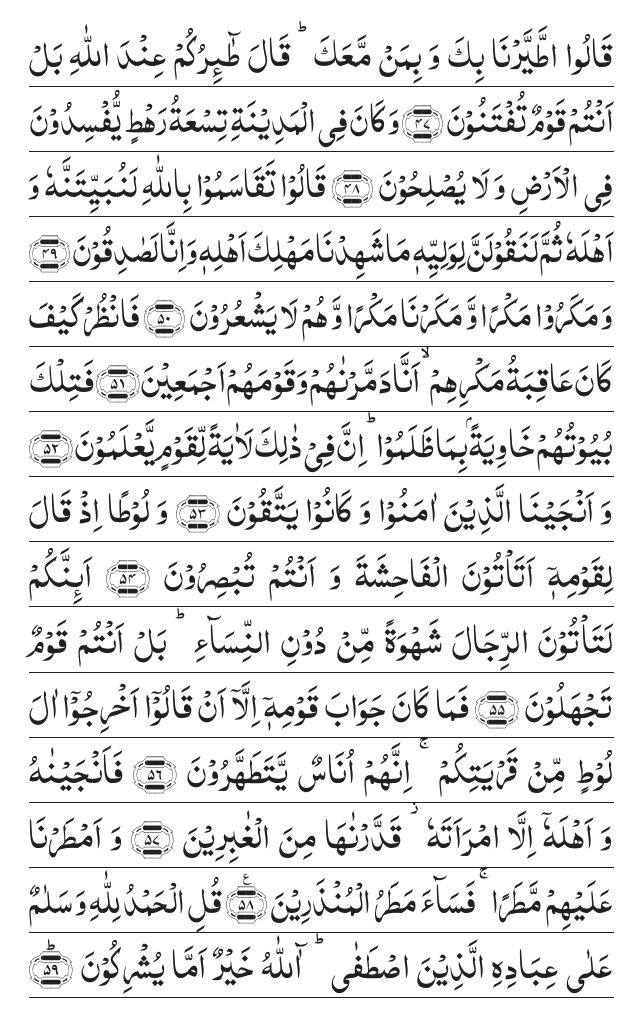 قَالُوا اطَّيَّرْنَا بِكَ وَ بِمَنْ مَّعَكَ ؕ قَالَ طٰٓئِرُكُمْ عِنْدَ اللّٰهِ بَلْ
اَنْتُمْ قَوْمٌ تُفْتَنُوْنَ ﴿۴۷﴾ وَ كَانَ فِی الْمَدِیْنَةِ تِسْعَةُ رَهْطٍ یُّفْسِدُوْنَ
فِی الْاَرْضِ وَ لَا یُصْلِحُوْنَ ﴿۴۸﴾ قَالُوْا تَقَاسَمُوْا بِاللّٰهِ لَنُبَیِّتَنَّهٗ وَ
اَهْلَهٗ ثُمَّ لَنَقُوْلَنَّ لِوَلِیِّهٖ مَا شَهِدْنَا مَهْلِكَ اَهْلِهٖ وَ اِنَّا لَصٰدِقُوْنَ ﴿۴۹﴾
وَ مَكَرُوْا مَكْرًا وَّ مَكَرْنَا مَكْرًا وَّ هُمْ لَا یَشْعُرُوْنَ ﴿۵۰﴾ فَانْظُرْ كَیْفَ
كَانَ عَاقِبَةُ مَكْرِهِمْ ۙ اَنَّا دَمَّرْنٰهُمْ وَ قَوْمَهُمْ اَجْمَعِیْنَ ﴿۵۱﴾ فَتِلْكَ
بُیُوْتُهُمْ خَاوِیَةًۢ بِمَا ظَلَمُوْا ؕ اِنَّ فِیْ ذٰلِكَ لَاٰیَةً لِّقَوْمٍ یَّعْلَمُوْنَ ﴿۵۲﴾
وَ اَنْجَیْنَا الَّذِیْنَ اٰمَنُوْا وَ كَانُوْا یَتَّقُوْنَ ﴿۵۳﴾ وَ لُوْطًا اِذْ قَالَ
لِقَوْمِهٖۤ اَتَاْتُوْنَ الْفَاحِشَةَ وَ اَنْتُمْ تُبْصِرُوْنَ ﴿۵۴﴾ اَئِنَّكُمْ
لَتَاْتُوْنَ الرِّجَالَ شَهْوَةً مِّنْ دُوْنِ النِّسَآءِ ؕ بَلْ اَنْتُمْ قَوْمٌ
تَجْهَلُوْنَ ﴿۵۵﴾ فَمَا كَانَ جَوَابَ قَوْمِهٖۤ اِلَّاۤ اَنْ قَالُوْۤا اَخْرِجُوْۤا اٰلَ
لُوْطٍ مِّنْ قَرْیَتِكُمْ ۚ اِنَّهُمْ اُنَاسٌ یَّتَطَهَّرُوْنَ ﴿۵۶﴾ فَاَنْجَیْنٰهُ
وَ اَهْلَهٗۤ اِلَّا امْرَاَتَهٗ ؗ قَدَّرْنٰهَا مِنَ الْغٰبِرِیْنَ ﴿۵۷﴾ وَ اَمْطَرْنَا
عَلَیْهِمْ مَّطَرًا ۚ فَسَآءَ مَطَرُ الْمُنْذَرِیْنَ ﴿۵۸﴾ قُلِ الْحَمْدُ لِلّٰهِ وَ سَلٰمٌ
عَلٰی عِبَادِهِ الَّذِیْنَ اصْطَفٰی ؕ آٰللّٰهُ خَیْرٌ اَمَّا یُشْرِكُوْنَ ﴿ؕ۵۹﴾